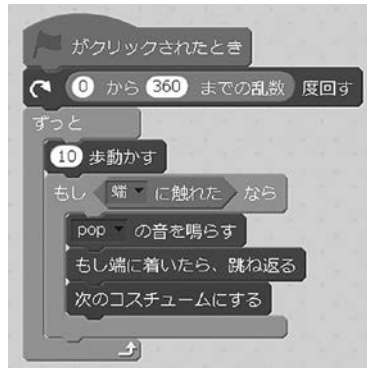 がクリックされたとき
0 から 360 までの乱数 度回す
ずっと
10 歩動かす
もし 端 に触れた なら
pop の音を鳴らす
もし端に着いたら、跳ね返る
次のコスチュームにする